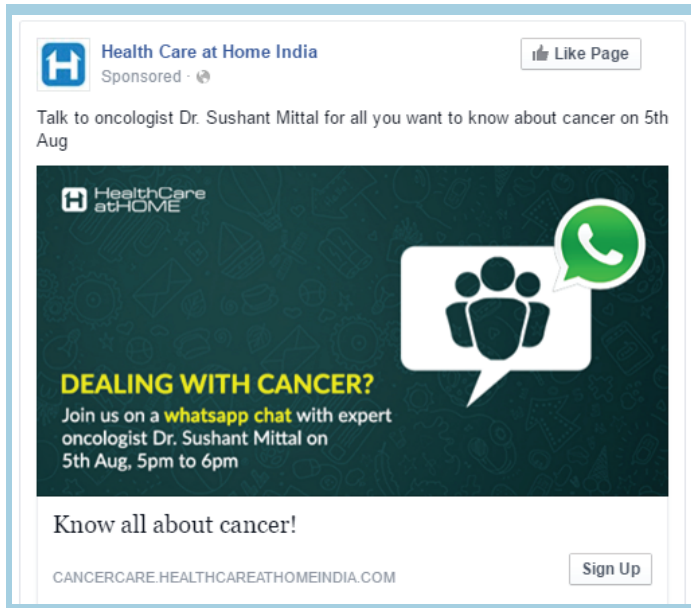 Health Care at Home India
Like Page
Sponsored ·
Talk to oncologist Dr. Sushant Mittal for all you want to know about cancer on 5th
Aug
HealthCare
atHOME
DEALING WITH CANCER?
Join us on a whatsapp chat with expert
oncologist Dr. Sushant Mittal on
5th Aug, 5pm to 6pm
Know all about cancer!
CANCERCARE.HEALTHCAREATHOMEINDIA.COM
Sign Up